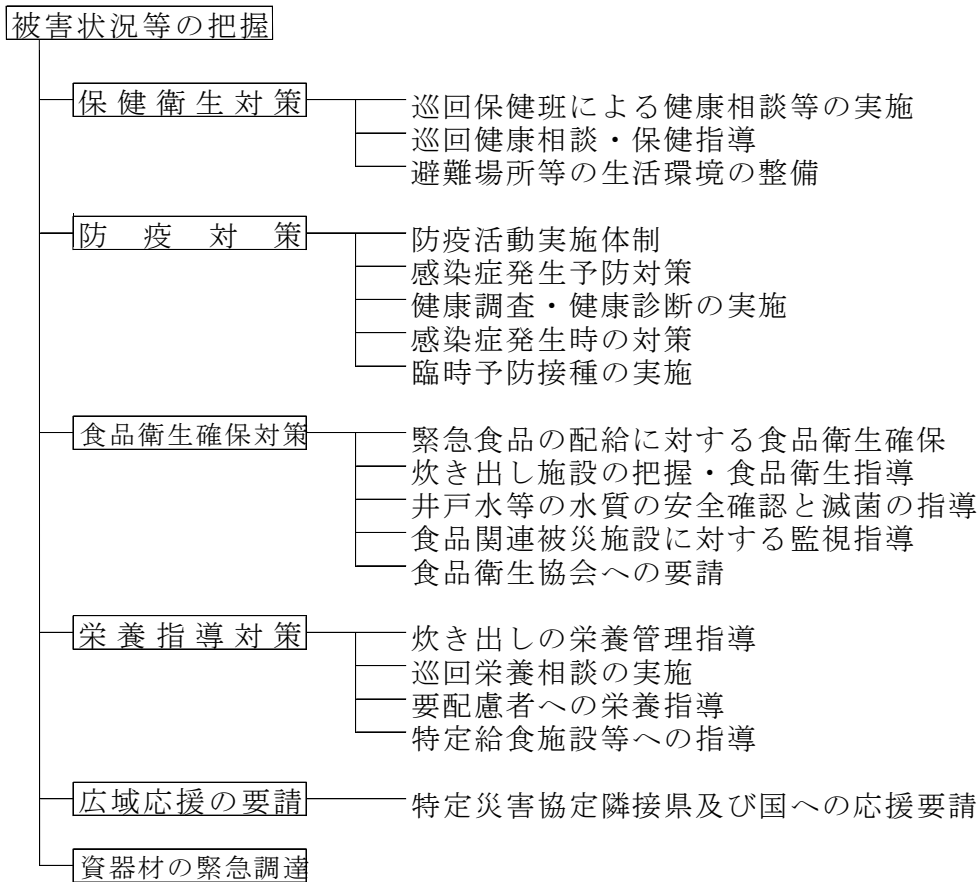 被害状況等の把握
保健衛生対策
巡回保健班による健康相談等の実施
巡回健康相談・保健指導
避難場所等の生活環境の整備
防疫対策
防疫活動実施体制
感染症発生予防対策
健康調査・健康診断の実施
感染症発生時の対策
臨時予防接種の実施
食品衛生確保対策
緊急食品の配給に対する食品衛生確保
炊き出し施設の把握・食品衛生指導
井戸水等の水質の安全確認と滅菌の指導
食品関連被災施設に対する監視指導
食品衛生協会への要請
栄養指導対策
炊き出しの栄養管理指導
巡回栄養相談の実施
要配慮者への栄養指導
特定給食施設等への指導
広域応援の要請
特定災害協定隣接県及び国への応援要請
資器材の緊急調達